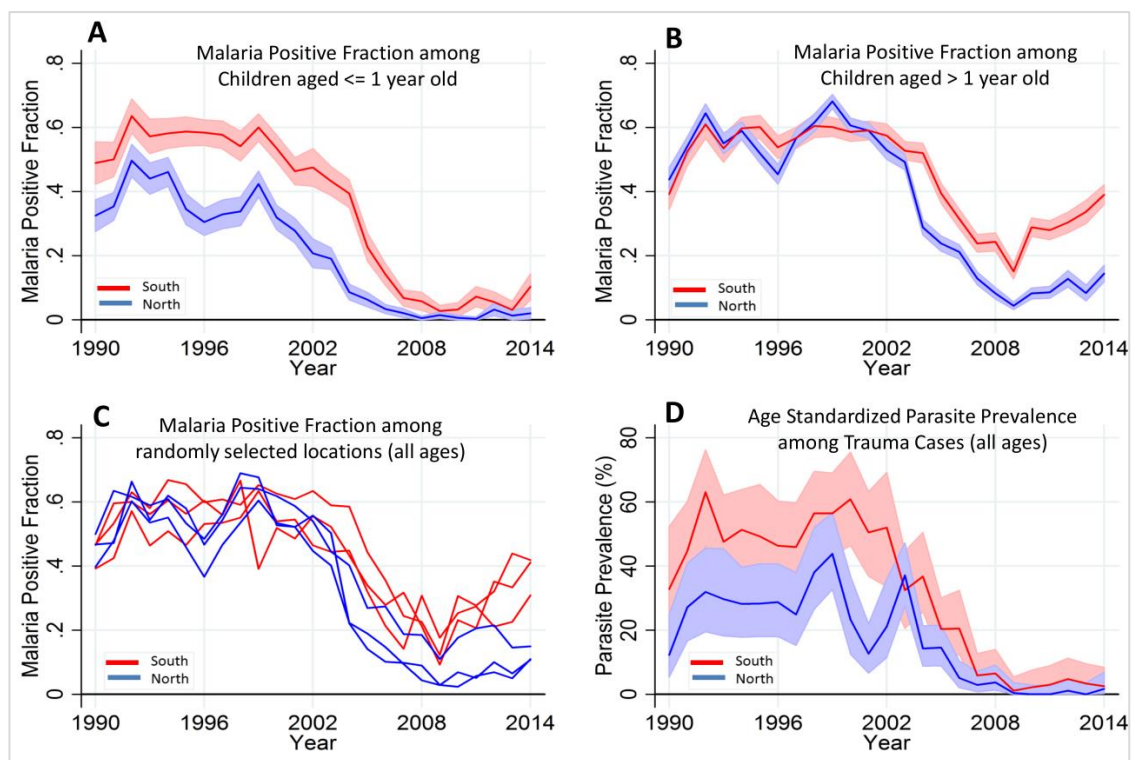 A
Malaria Positive Fraction among
Children aged <= 1 year old
Malaria Positive Fraction
.8
.6
.4
.2
0
South
North
1990 1996 2002 2008 2014
Year
B
Malaria Positive Fraction among
Children aged > 1 year old
Malaria Positive Fraction
.8
.6
.4
.2
0
South
North
1990 1996 2002 2008 2014
Year
C
Malaria Positive Fraction among
randomly selected locations (all ages)
Malaria Positive Fraction
.8
.6
.4
.2
0
South
North
1990 1996 2002 2008 2014
Year
D
Age Standardized Parasite Prevalence
among Trauma Cases (all ages)
Parasite Prevalence (%)
80
60
40
20
0
South
North
1990 1996 2002 2008 2014
Year